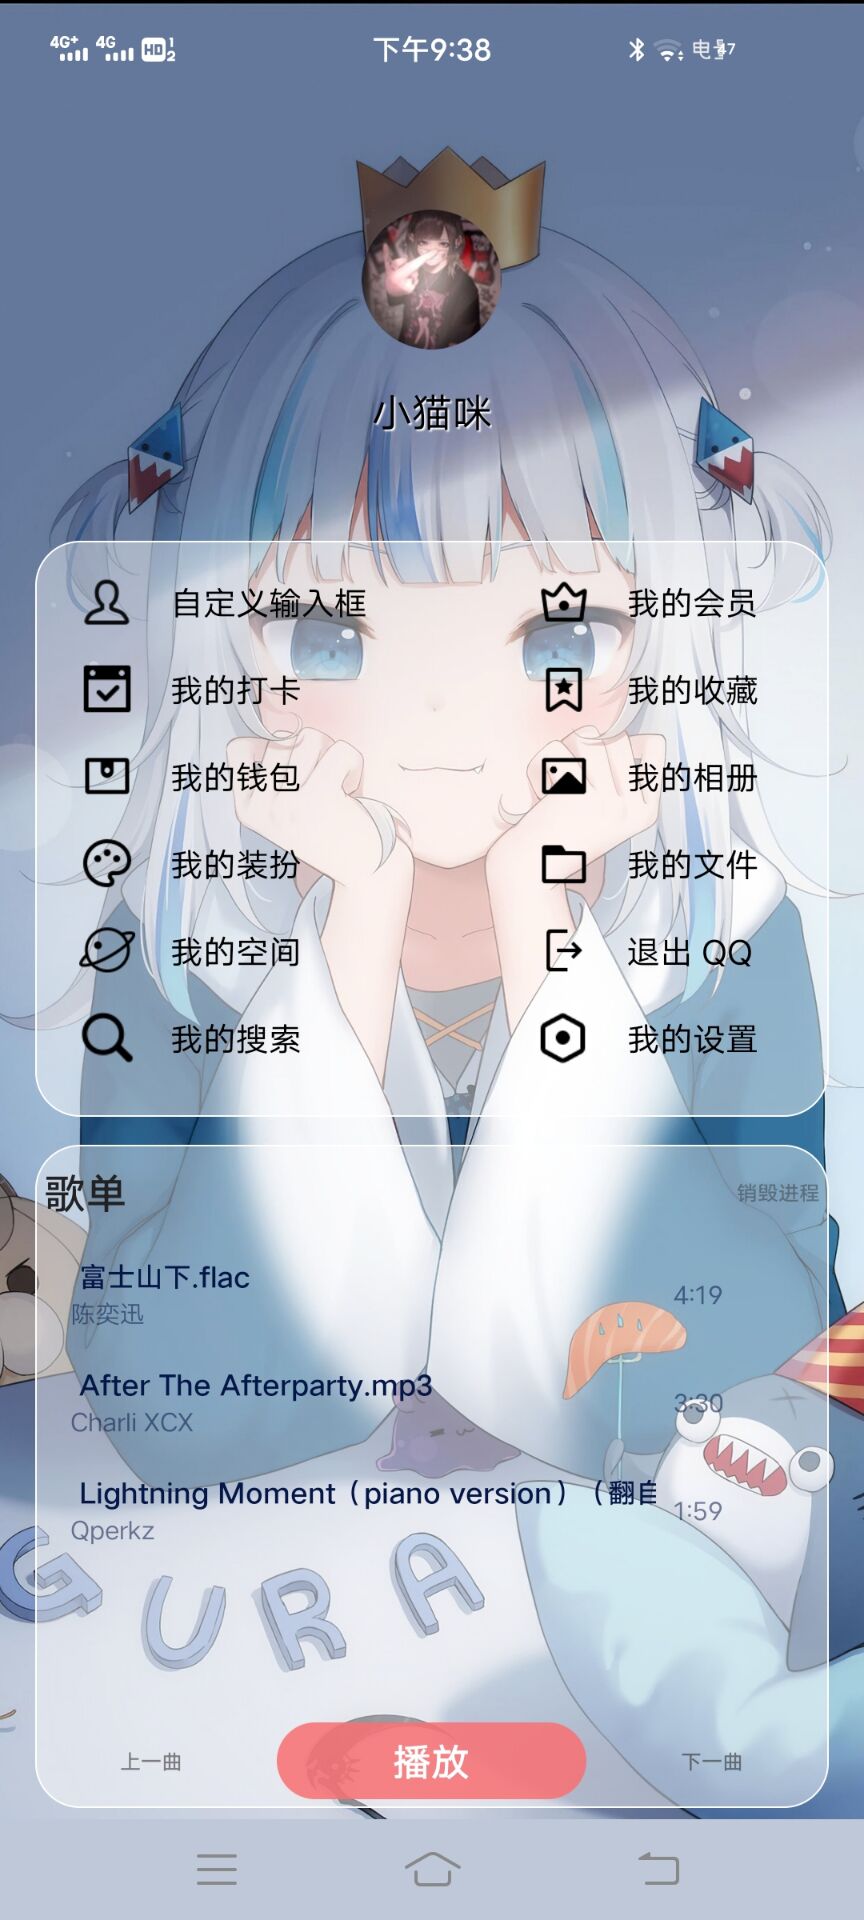 4G+ 4G HD 1 2 下午9:38 电量47
小猫咪
自定义输入框 我的会员
我的打卡 我的收藏
我的钱包 我的相册
我的装扮 我的文件
我的空间 退出 QQ
我的搜索 我的设置
歌单 销毁进程
富士山下.flac
陈奕迅 4:19
After The Afterparty.mp3
Charli XCX 3:30
Lightning Moment（piano version）（翻自
Qperkz 1:59
GURA
上一曲 播放 下一曲